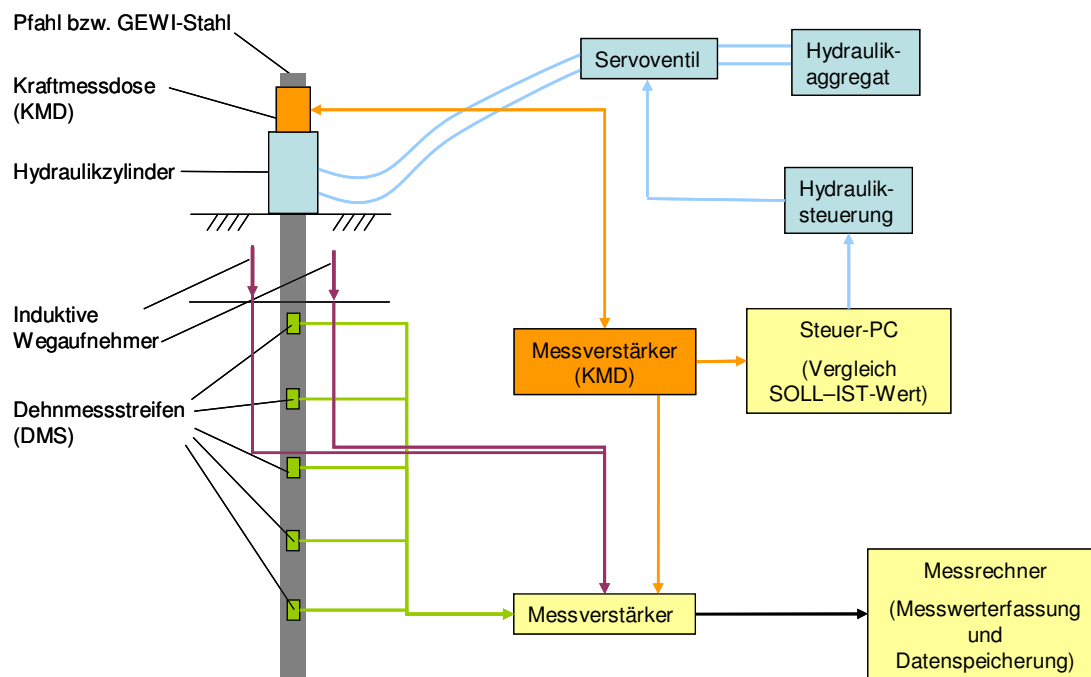 Pfahl bzw. GEWI-Stahl
Kraftmessdose
(KMD)
Hydraulikzylinder
Servoventil
Hydraulik-
aggregat
Hydraulik-
steuerung
Induktive
Wegaufnehmer
Messverstärker
(KMD)
Steuer-PC
(Vergleich
SOLL–IST-Wert)
Dehnmessstreifen
(DMS)
Messverstärker
Messrechner
(Messwerterfassung
und
Datenspeicherung)